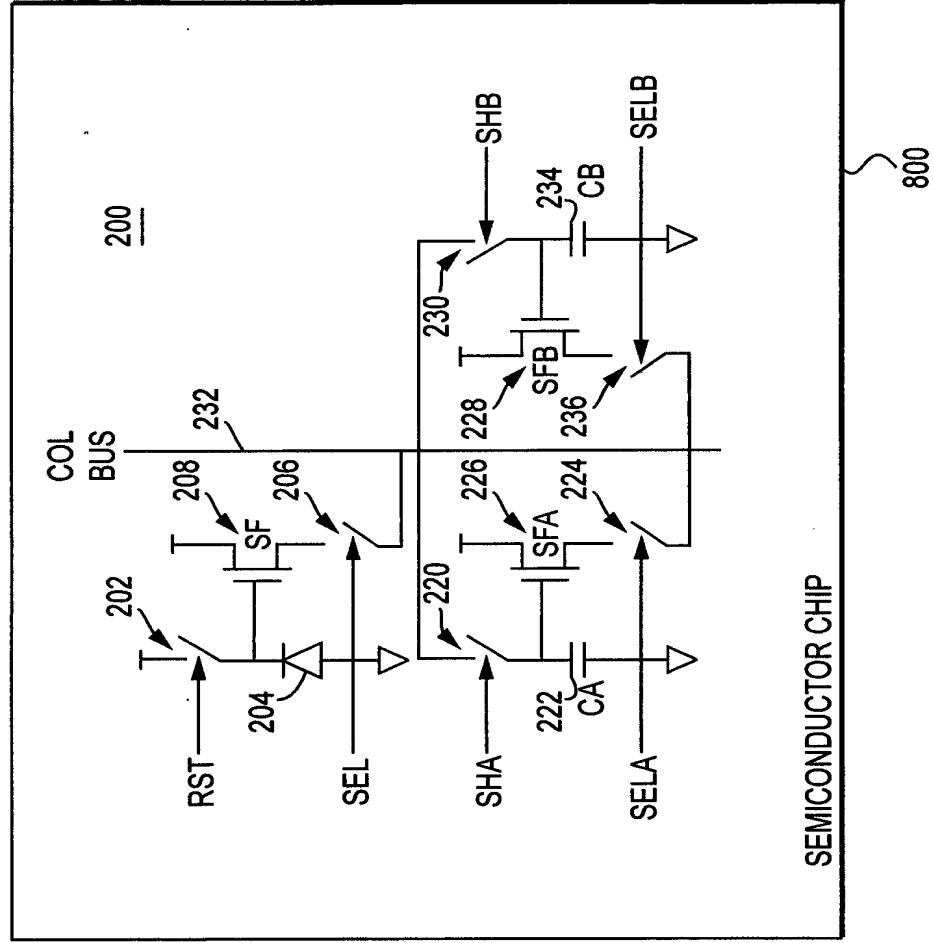 200
COL
BUS
232
202
208
SF
206
204
RST
SEL
220
226
SFA
224
222
CA
SHA
SELA
230
SHB
228
SFB
234
CB
236
SELB
SEMICONDUCTOR CHIP
800